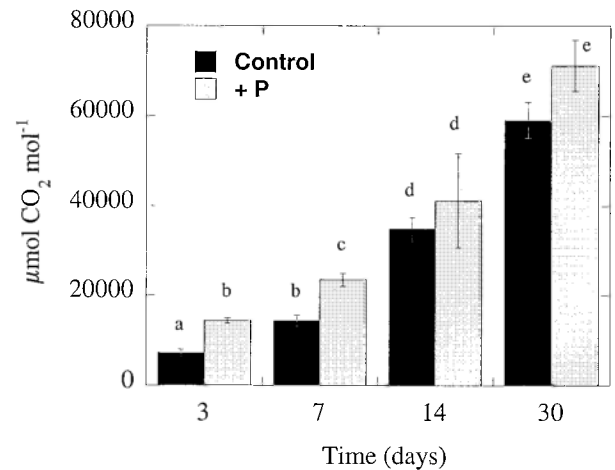 80000
Control
+ P
e
e
60000
μmol CO2 mol-1
d
d
40000
c
b
b
20000
a
0
3 7 14 30
Time (days)